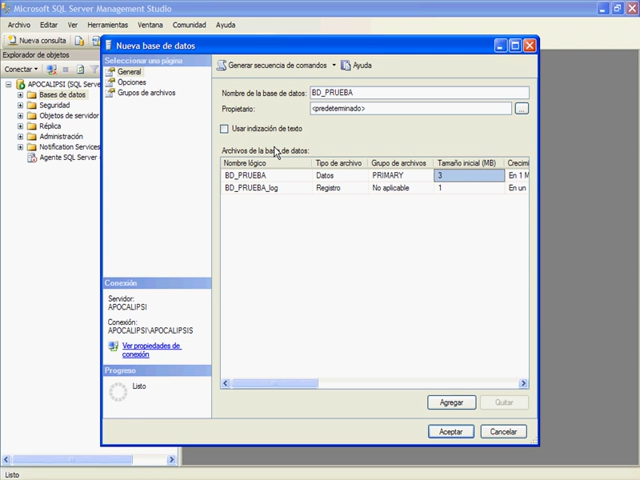 Microsoft SQL Server Management Studio
Archivo Editar Ver Herramientas Ventana Comunidad Ayuda
Nueva consulta
Explorador de objetos
Conectar
APOCALIPSI (SQL Serve
Bases de datos
Seguridad
Objetos de servidor
Réplica
Administración
Notification Services
Agente SQL Server
Nueva base de datos
Seleccionar una página
General
Opciones
Grupos de archivos
Conexión
Servidor:
APOCALIPSI
Conexión:
APOCALIPSI\APOCALIPSIS
Ver propiedades de
conexión
Progreso
Listo
Generar secuencia de comandos Ayuda
Nombre de la base de datos: BD_PRUEBA
Propietario: <predeterminado> ...
Usar indización de texto
Archivos de la base de datos:
Nombre lógico Tipo de archivo Grupo de archivos Tamaño inicial (MB) Crecimi
BD_PRUEBA Datos PRIMARY 3 En 1 M
BD_PRUEBA_log Registro No aplicable 1 En un
Agregar Quitar
Aceptar Cancelar
Listo